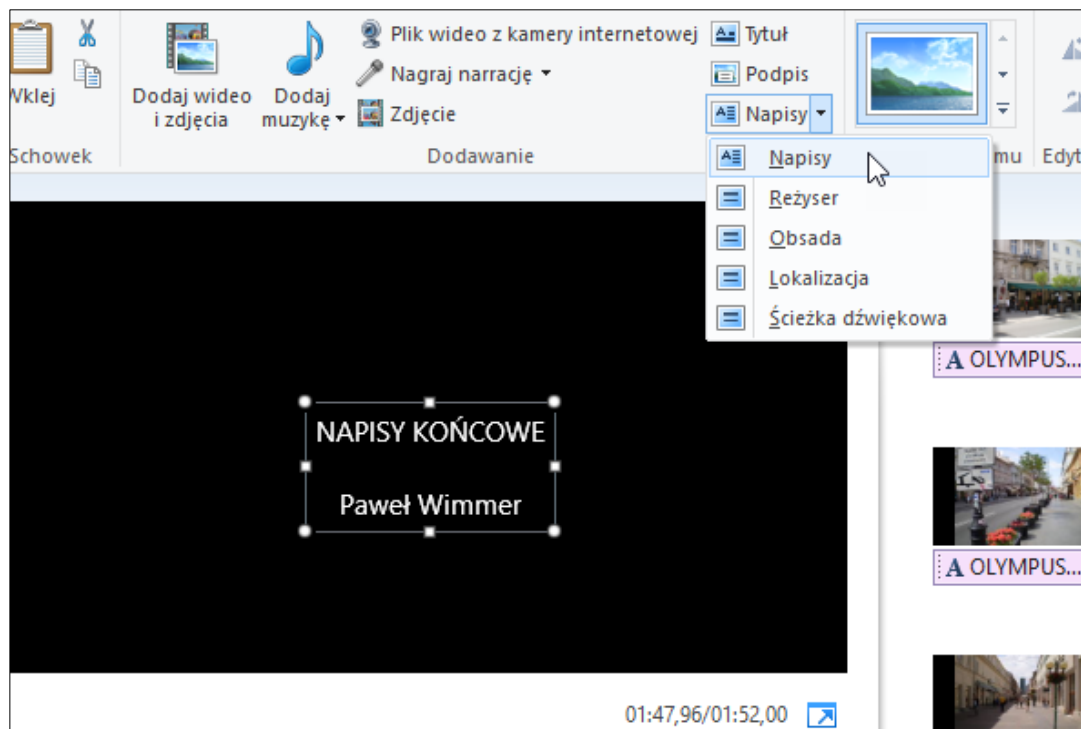 Wklej
Dodaj wideo
i zdjęcia
Dodaj
muzykę
Plik wideo z kamery internetowej
Nagraj narrację
Zdjęcie
Tytuł
Podpis
Napisy
Schowek
Dodawanie
mu
Edyt
Napisy
Reżyser
Obsada
Lokalizacja
Ścieżka dźwiękowa
NAPISY KOŃCOWE
Paweł Wimmer
A OLYMPUS...
A OLYMPUS...
01:47,96/01:52,00